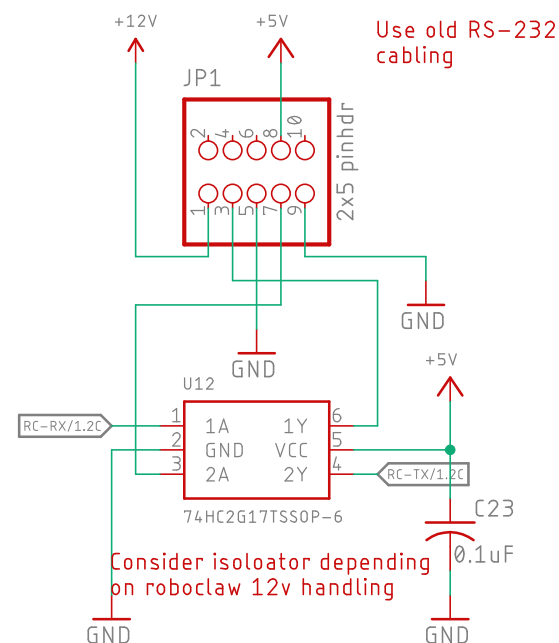 +12V
+5V
Use old RS-232
cabling
JP1
2 4 6 8 10
1 3 5 7 9
2x5 pinhdr
GND
GND
+5V
U12
RC-RX/1.2C
1 1A 1Y 6
2 GND VCC 5
3 2A 2Y 4
RC-TX/1.2C
74HC2G17TSSOP-6
C23
0.1uF
Consider isoloator depending
on roboclaw 12v handling
GND
GND